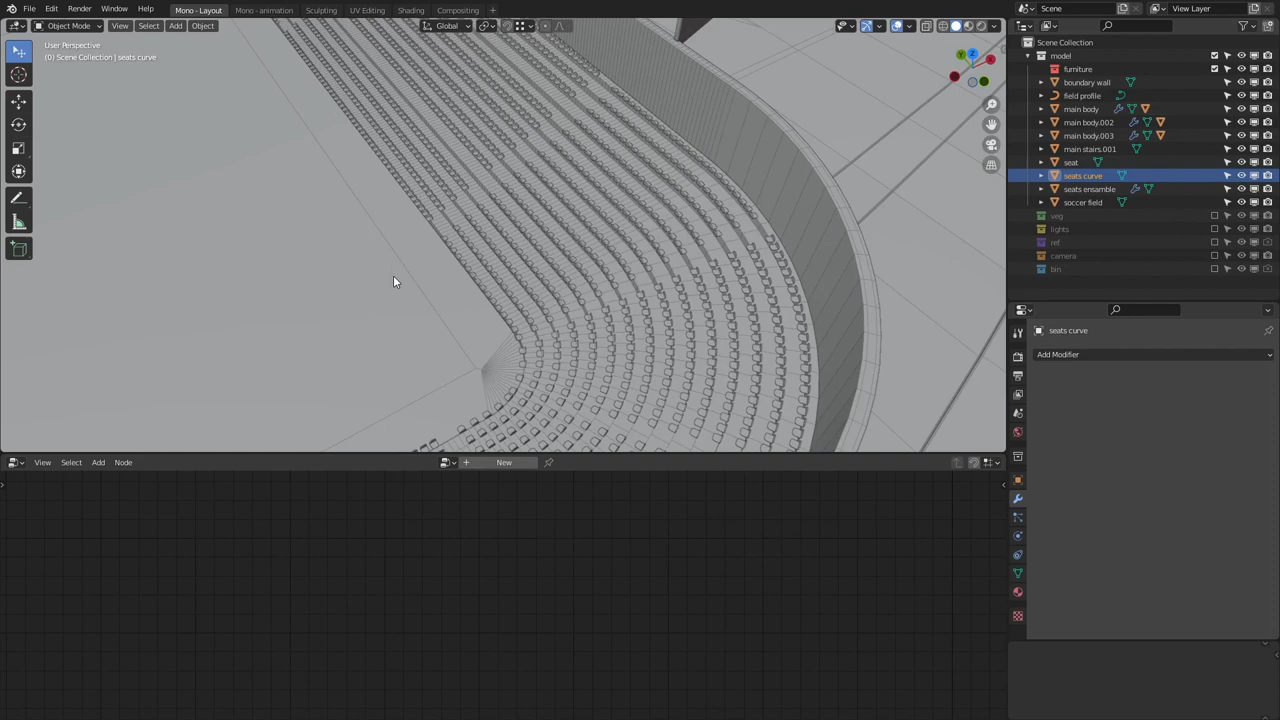 File Edit Render Window Help Mono - Layout Mono - animation Sculpting UV Editing Shading Compositing + Scene View Layer
Object Mode View Select Add Object Global
User Perspective
(0) Scene Collection | seats curve
Z
Y
X
Scene Collection
model
furniture
boundary wall
field profile
main body
main body.002
main body.003
main stairs.001
seat
seats curve
seats ensamble
soccer field
veg
lights
ref
camera
bin
seats curve
Add Modifier
View Select Add Node + New